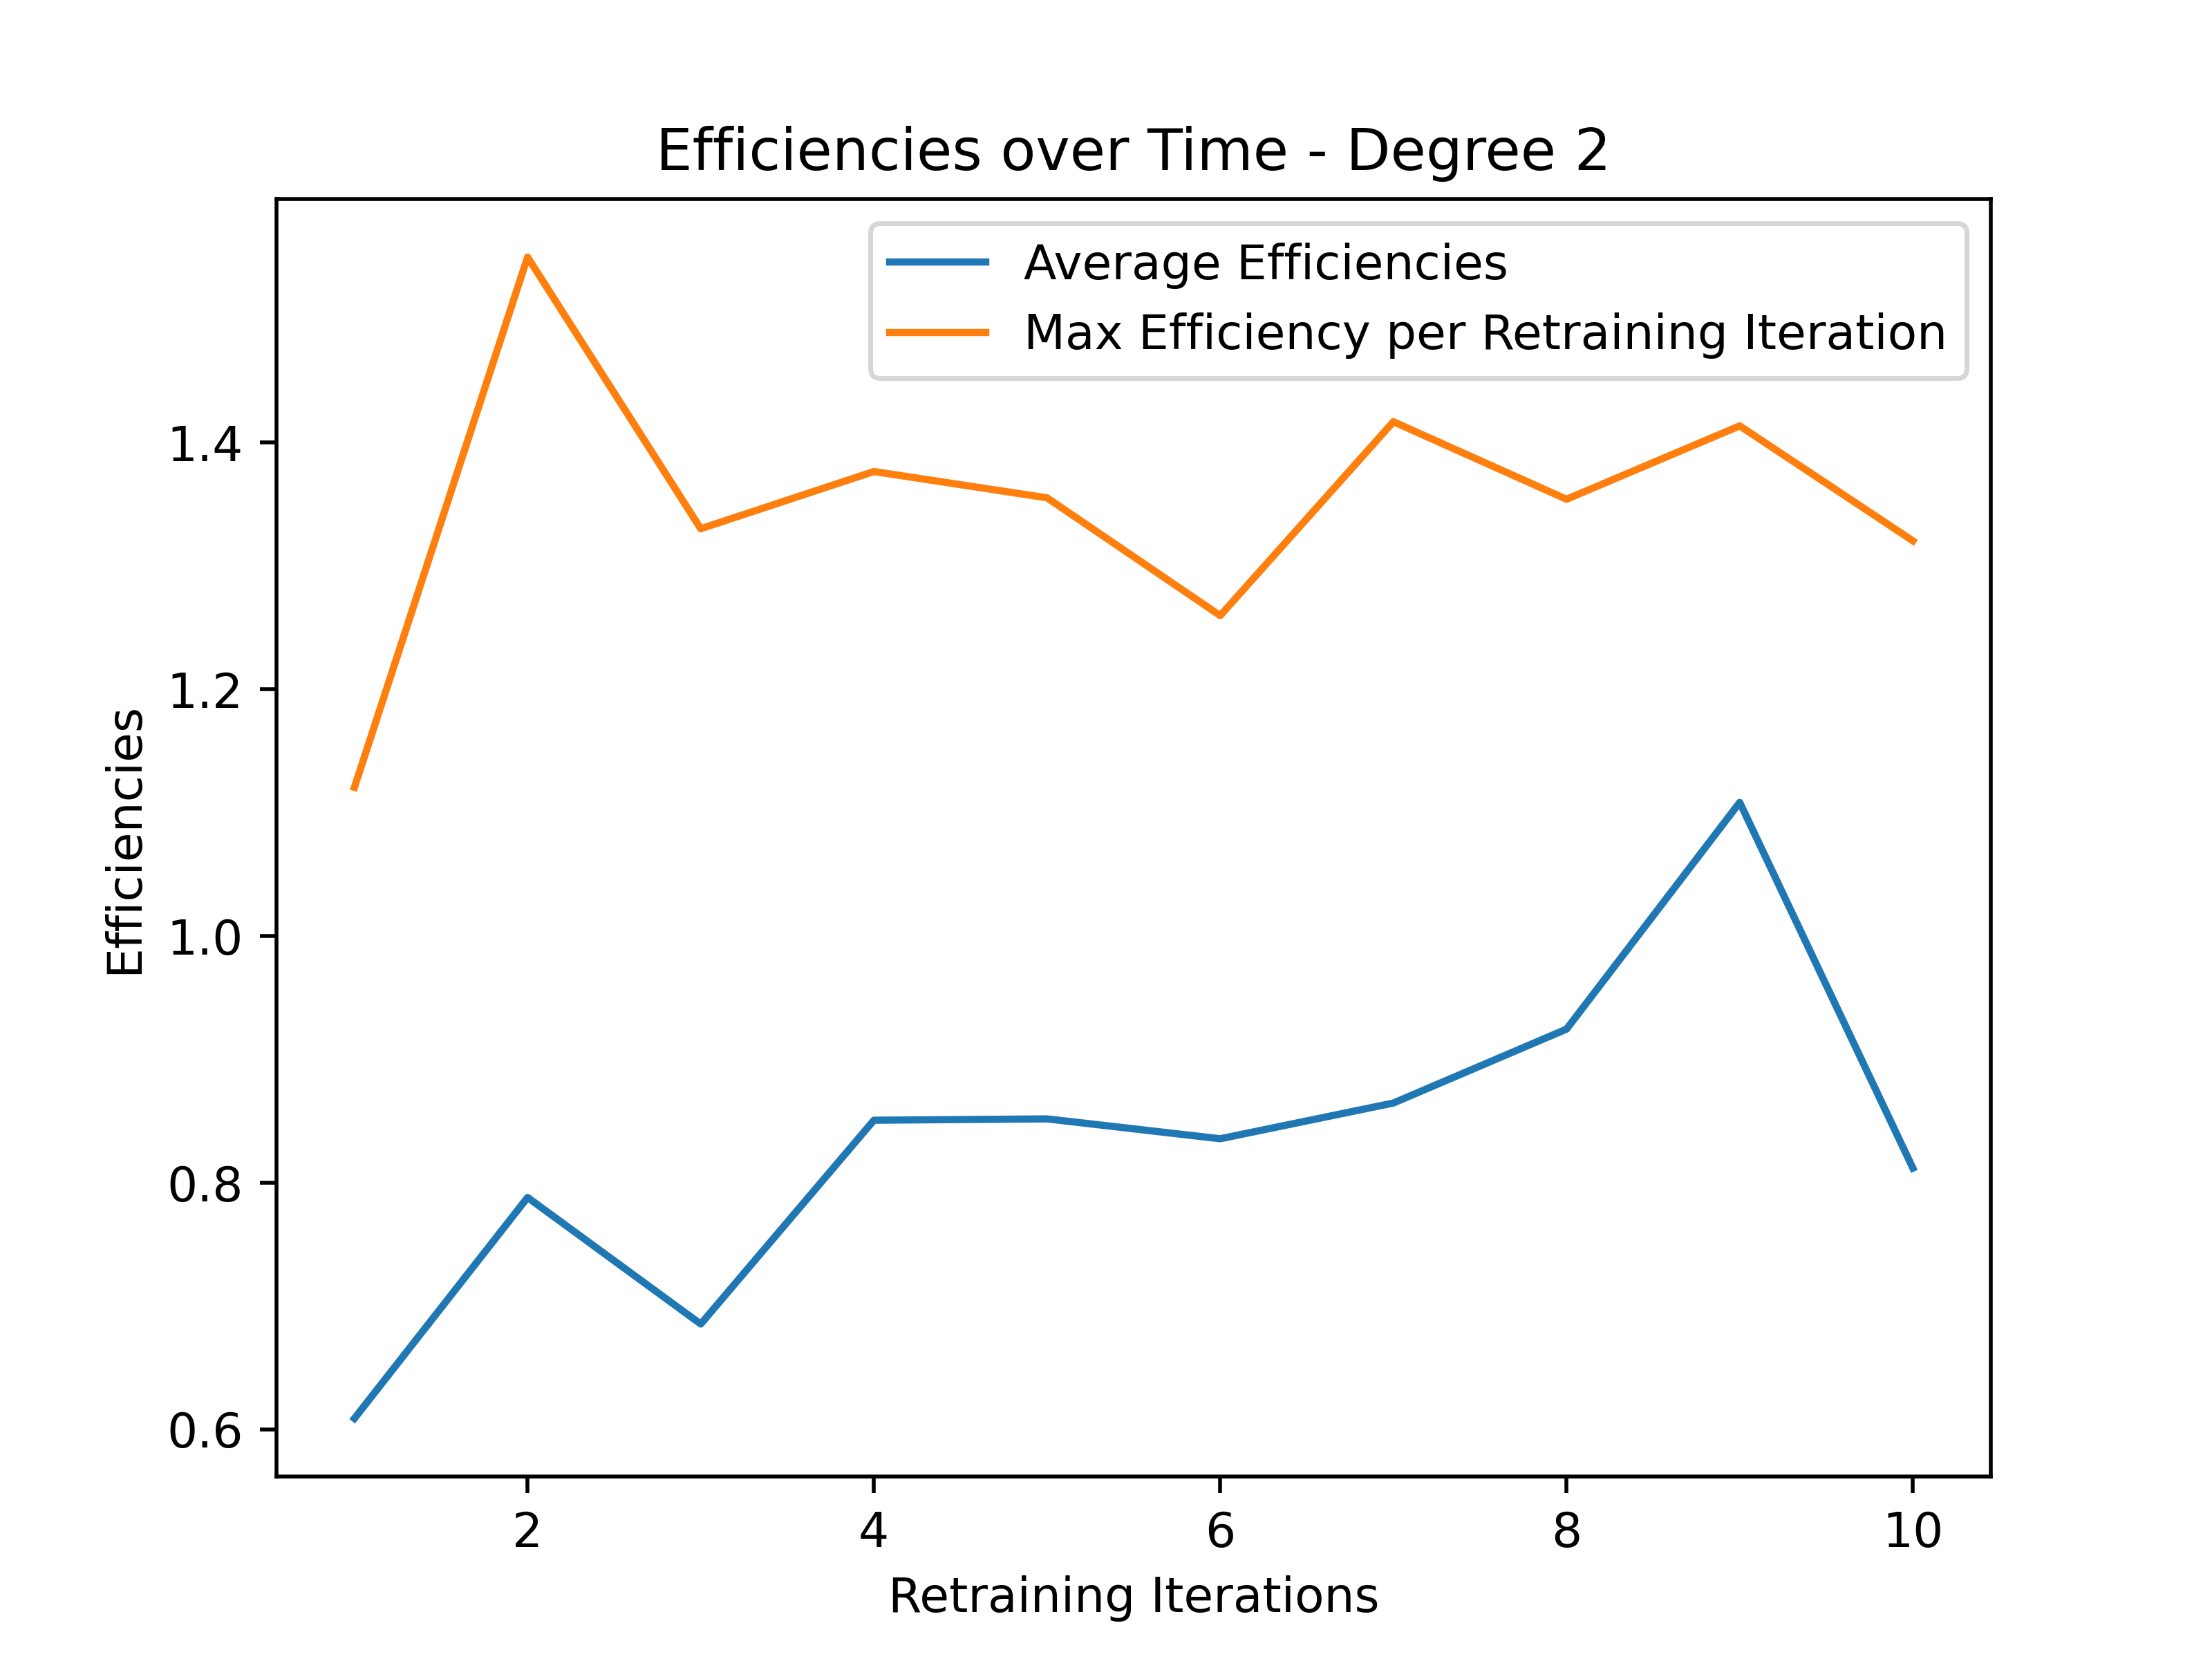 Efficiencies over Time - Degree 2
Average Efficiencies
Max Efficiency per Retraining Iteration
Efficiencies
1.4
1.2
1.0
0.8
0.6
2 4 6 8 10
Retraining Iterations